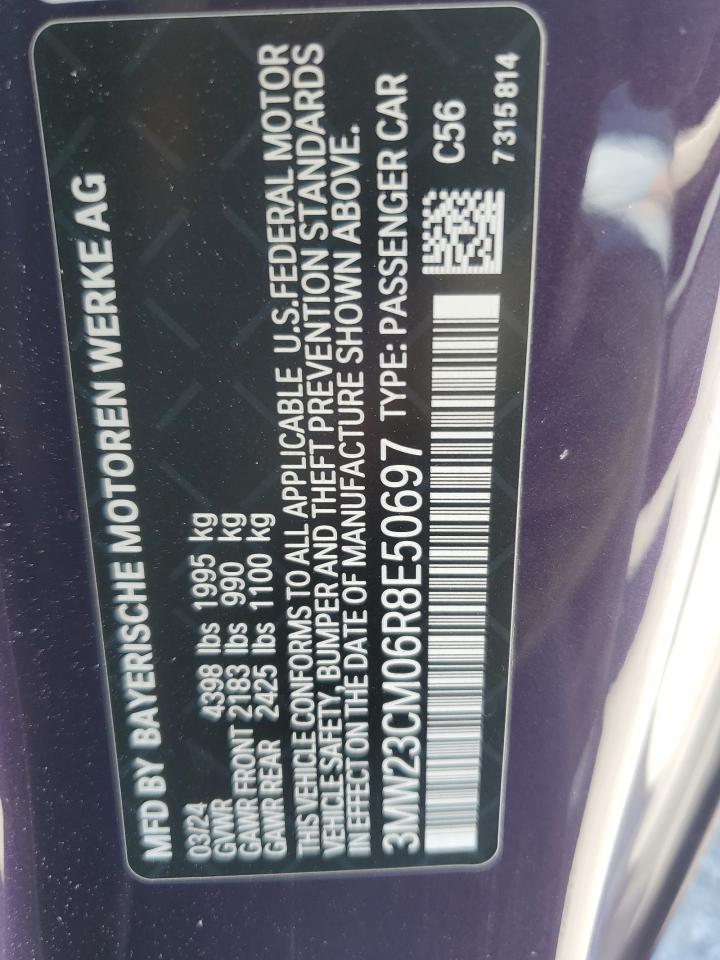 MFD BY BAYERISCHE MOTOREN WERKE AG
03/24
GVWR 4398 lbs 1995 kg
GAWR FRONT 2183 lbs 990 kg
GAWR REAR 2425 lbs 1100 kg
THIS VEHICLE CONFORMS TO ALL APPLICABLE U.S.FEDERAL MOTOR
VEHICLE SAFETY, BUMPER AND THEFT PREVENTION STANDARDS
IN EFFECT ON THE DATE OF MANUFACTURE SHOWN ABOVE.
3MW23CM06R8E50697 TYPE: PASSENGER CAR
C56
7 315 814